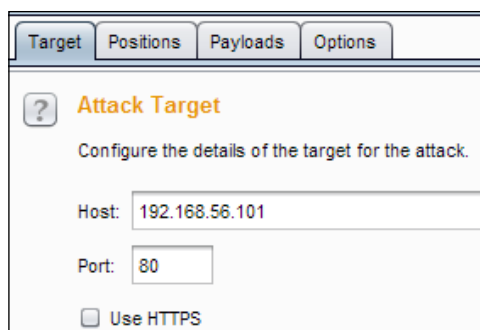 Target Positions Payloads Options
? Attack Target
Configure the details of the target for the attack.
Host: 192.168.56.101
Port: 80
Use HTTPS